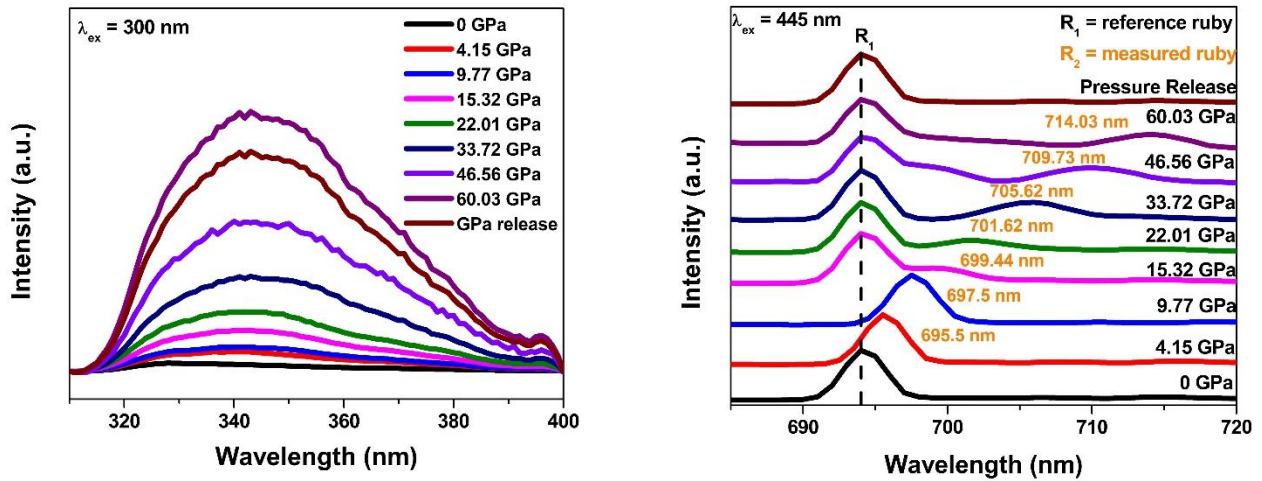 λex = 300 nm
0 GPa
4.15 GPa
9.77 GPa
15.32 GPa
22.01 GPa
33.72 GPa
46.56 GPa
60.03 GPa
GPa release
Intensity (a.u.)
320 340 360 380 400
Wavelength (nm)
λex = 445 nm
R1
R1 = reference ruby
R2 = measured ruby
Pressure Release
60.03 GPa
714.03 nm
46.56 GPa
709.73 nm
33.72 GPa
705.62 nm
22.01 GPa
701.62 nm
15.32 GPa
699.44 nm
9.77 GPa
697.5 nm
4.15 GPa
695.5 nm
0 GPa
Intensity (a.u.)
690 700 710 720
Wavelength (nm)